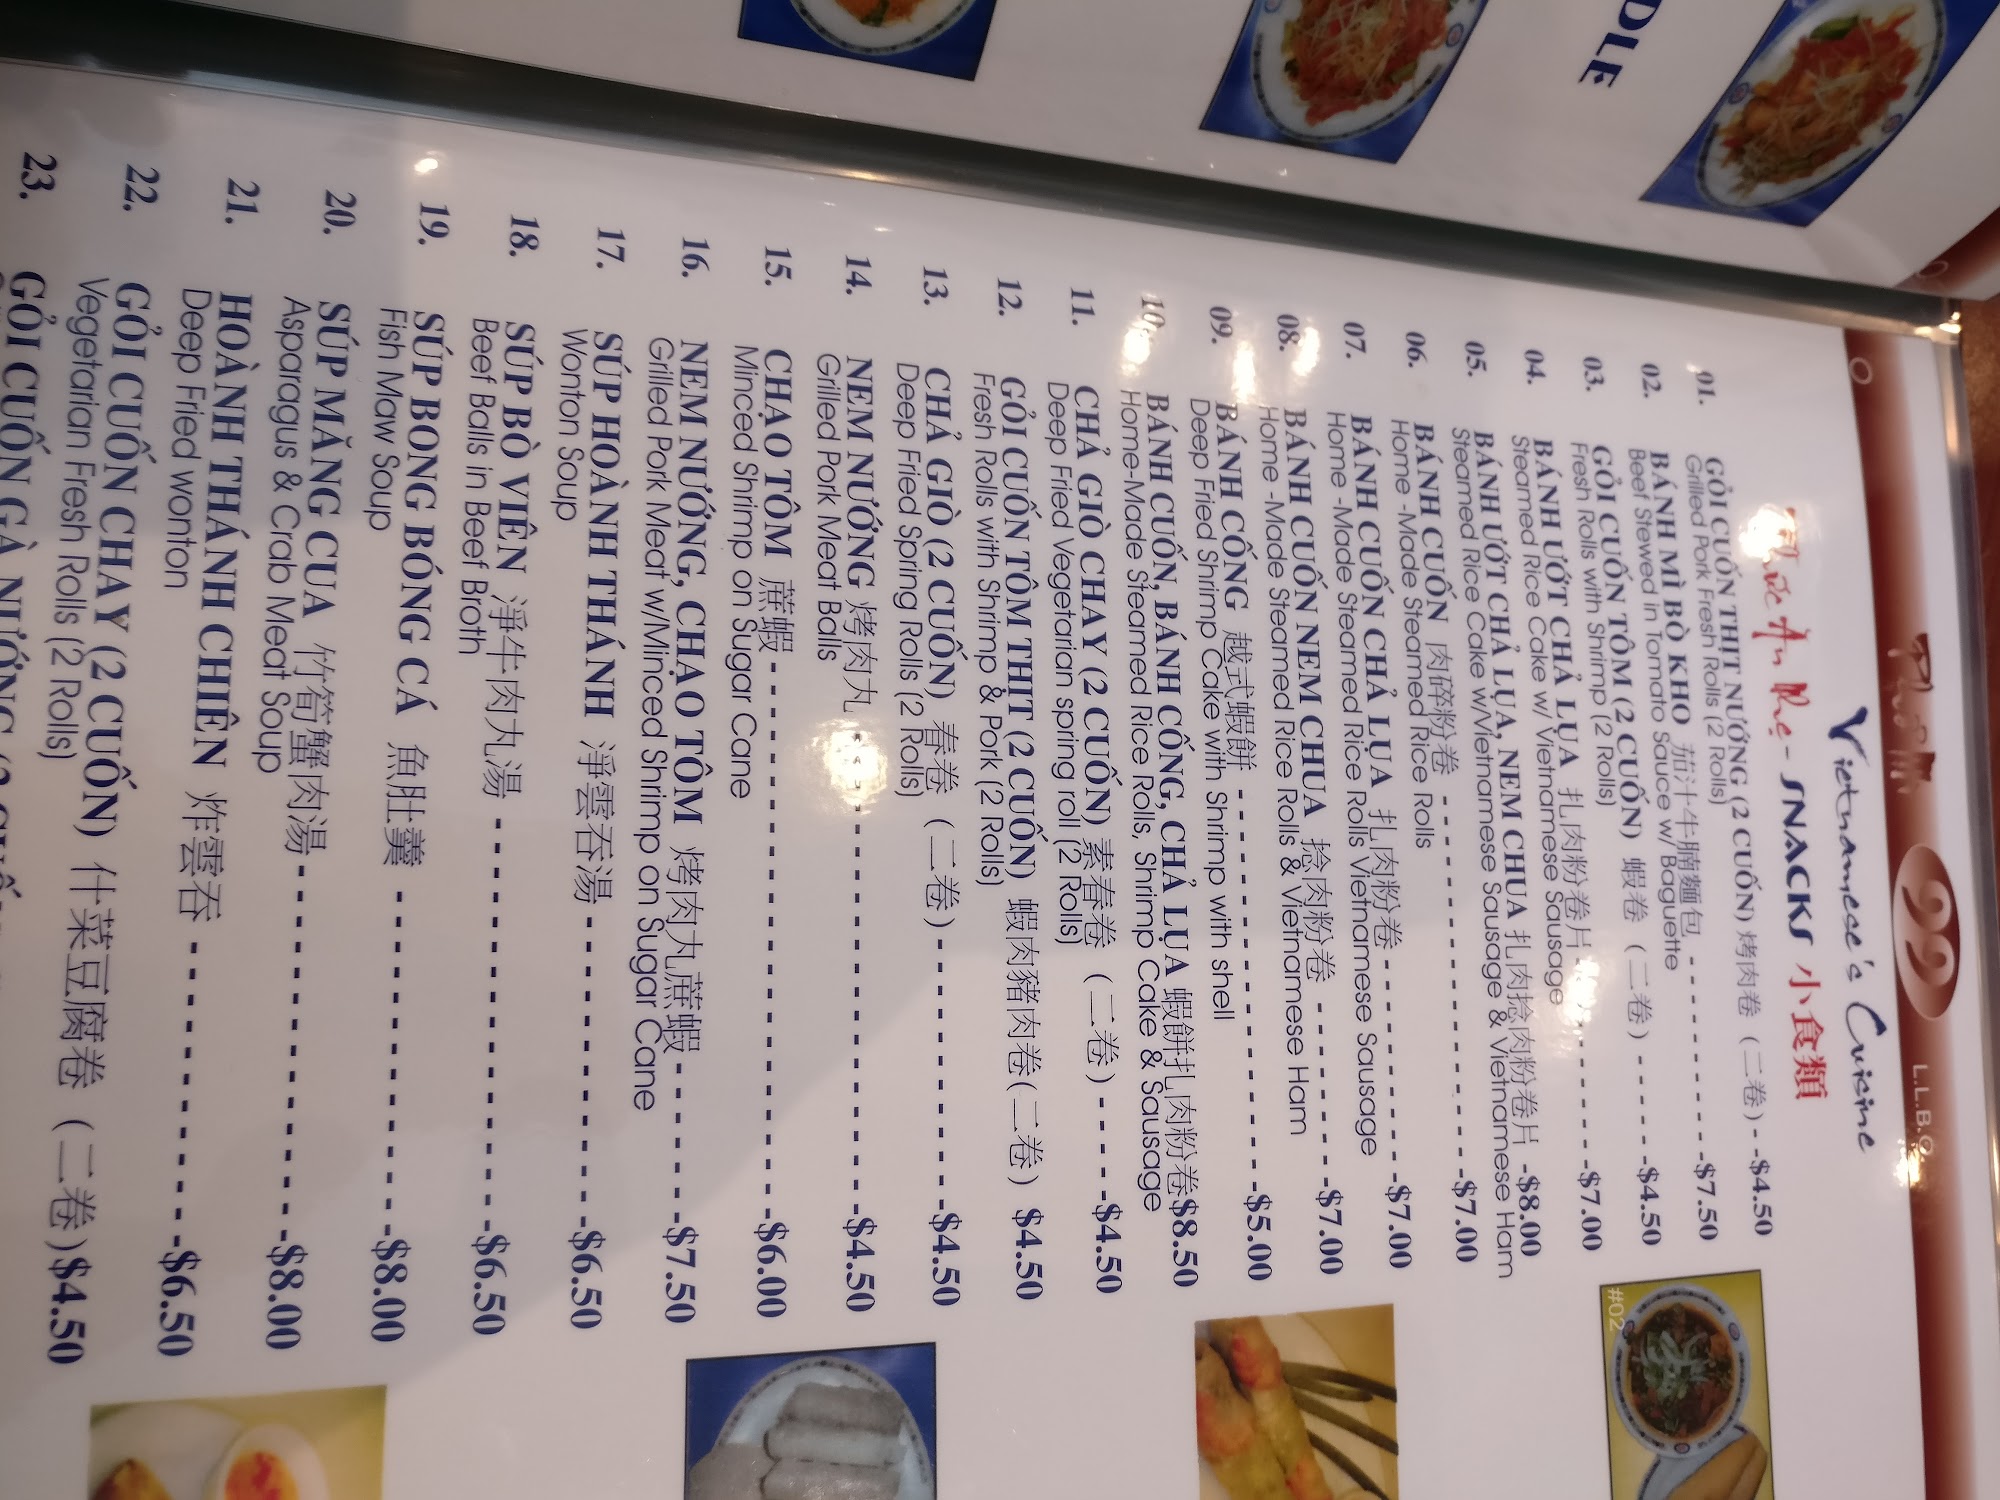 DLE
99
L.L.B.O
Vietnamese's Cuisine
Thức Ăn Nhẹ - SNACKS 小食類
01. GỎI CUỐN THỊT NƯỚNG (2 CUỐN) 烤肉卷 (二卷) --$4.50
Grilled Pork Fresh Rolls (2 Rolls)
02. BÁNH MÌ BÒ KHO 茄汁牛腩麵包 - - - - - - - - - - -$7.50
Beef Stewed in Tomato Sauce w/ Baguette
03. GỎI CUỐN TÔM (2 CUỐN) 蝦卷 (二卷) - - - - - -$4.50
Fresh Rolls with Shrimp (2 Rolls)
04. BÁNH ƯỚT CHẢ LỤA 扎肉粉卷片 - - - - - - - -$7.00
Steamed Rice Cake w/ Vietnamese Sausage
05. BÁNH ƯỚT CHẢ LỤA, NEM CHUA 扎肉捻肉粉卷片 -$8.00
Steamed Rice Cake w/Vietnamese Sausage & Vietnamese Ham
06. BÁNH CUỐN 肉碎粉卷 - - - - - - - - - - - - - - - - - -$7.00
Home -Made Steamed Rice Rolls
07. BÁNH CUỐN CHẢ LỤA 扎肉粉卷 - - - - - - - - - - -$7.00
Home -Made Steamed Rice Rolls Vietnamese Sausage
08. BÁNH CUỐN NEM CHUA 捻肉粉卷 - - - - - - - - -$7.00
Home -Made Steamed Rice Rolls & Vietnamese Ham
09. BÁNH CỐNG 越式蝦餅 - - - - - - - - - - - - - - - - - - -$5.00
Deep Fried Shrimp Cake with Shrimp with shell
10. BÁNH CUỐN, BÁNH CỐNG, CHẢ LỤA 蝦餅扎肉粉卷$8.50
Home-Made Steamed Rice Rolls, Shrimp Cake & Sausage
11. CHẢ GIÒ CHAY (2 CUỐN) 素春卷 (二卷) - - - - -$4.50
Deep Fried Vegetarian spring roll (2 Rolls)
12. GỎI CUỐN TÔM THỊT (2 CUỐN) 蝦肉豬肉卷(二卷) $4.50
Fresh Rolls with Shrimp & Pork (2 Rolls)
13. CHẢ GIÒ (2 CUỐN) 春卷 (二卷) - - - - - - - - - - - -$4.50
Deep Fried Spring Rolls (2 Rolls)
14. NEM NƯỚNG 烤肉丸 - - - - - - - - - - - - - - - - - - - -$4.50
Grilled Pork Meat Balls
15. CHẠO TÔM 蔗蝦 - - - - - - - - - - - - - - - - - - - - - - - -$6.00
Minced Shrimp on Sugar Cane
16. NEM NƯỚNG, CHẠO TÔM 烤肉丸蔗蝦 - - - - - - -$7.50
Grilled Pork Meat w/Minced Shrimp on Sugar Cane
17. SÚP HOÀNH THÁNH 淨雲吞湯 - - - - - - - - - - - - -$6.50
Wonton Soup
18. SÚP BÒ VIÊN 淨牛肉丸湯 - - - - - - - - - - - - - - - - -$6.50
Beef Balls in Beef Broth
19. SÚP BONG BÓNG CÁ 魚肚羹 - - - - - - - - - - - - - -$8.00
Fish Maw Soup
20. SÚP MĂNG CUA 竹筍蟹肉湯 - - - - - - - - - - - - - - -$8.00
Asparagus & Crab Meat Soup
21. HOÀNH THÁNH CHIÊN 炸雲吞 - - - - - - - - - - - -$6.50
Deep Fried wonton
22. GỎI CUỐN CHAY (2 CUỐN) 什菜豆腐卷 (二卷)$4.50
Vegetarian Fresh Rolls (2 Rolls)
23. GỎI CUỐN GÀ NƯỚNG
#02